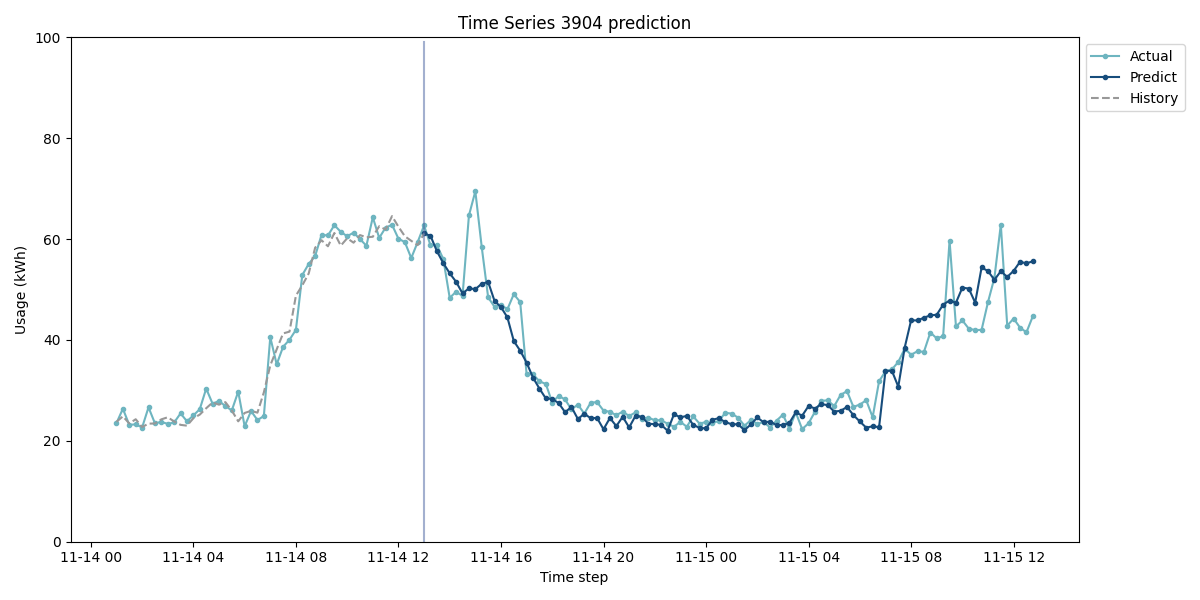 Time Series 3904 prediction
100
80
60
40
20
0
Usage (kWh)
11-14 00
11-14 04
11-14 08
11-14 12
11-14 16
11-14 20
11-15 00
11-15 04
11-15 08
11-15 12
Time step
Actual
Predict
History